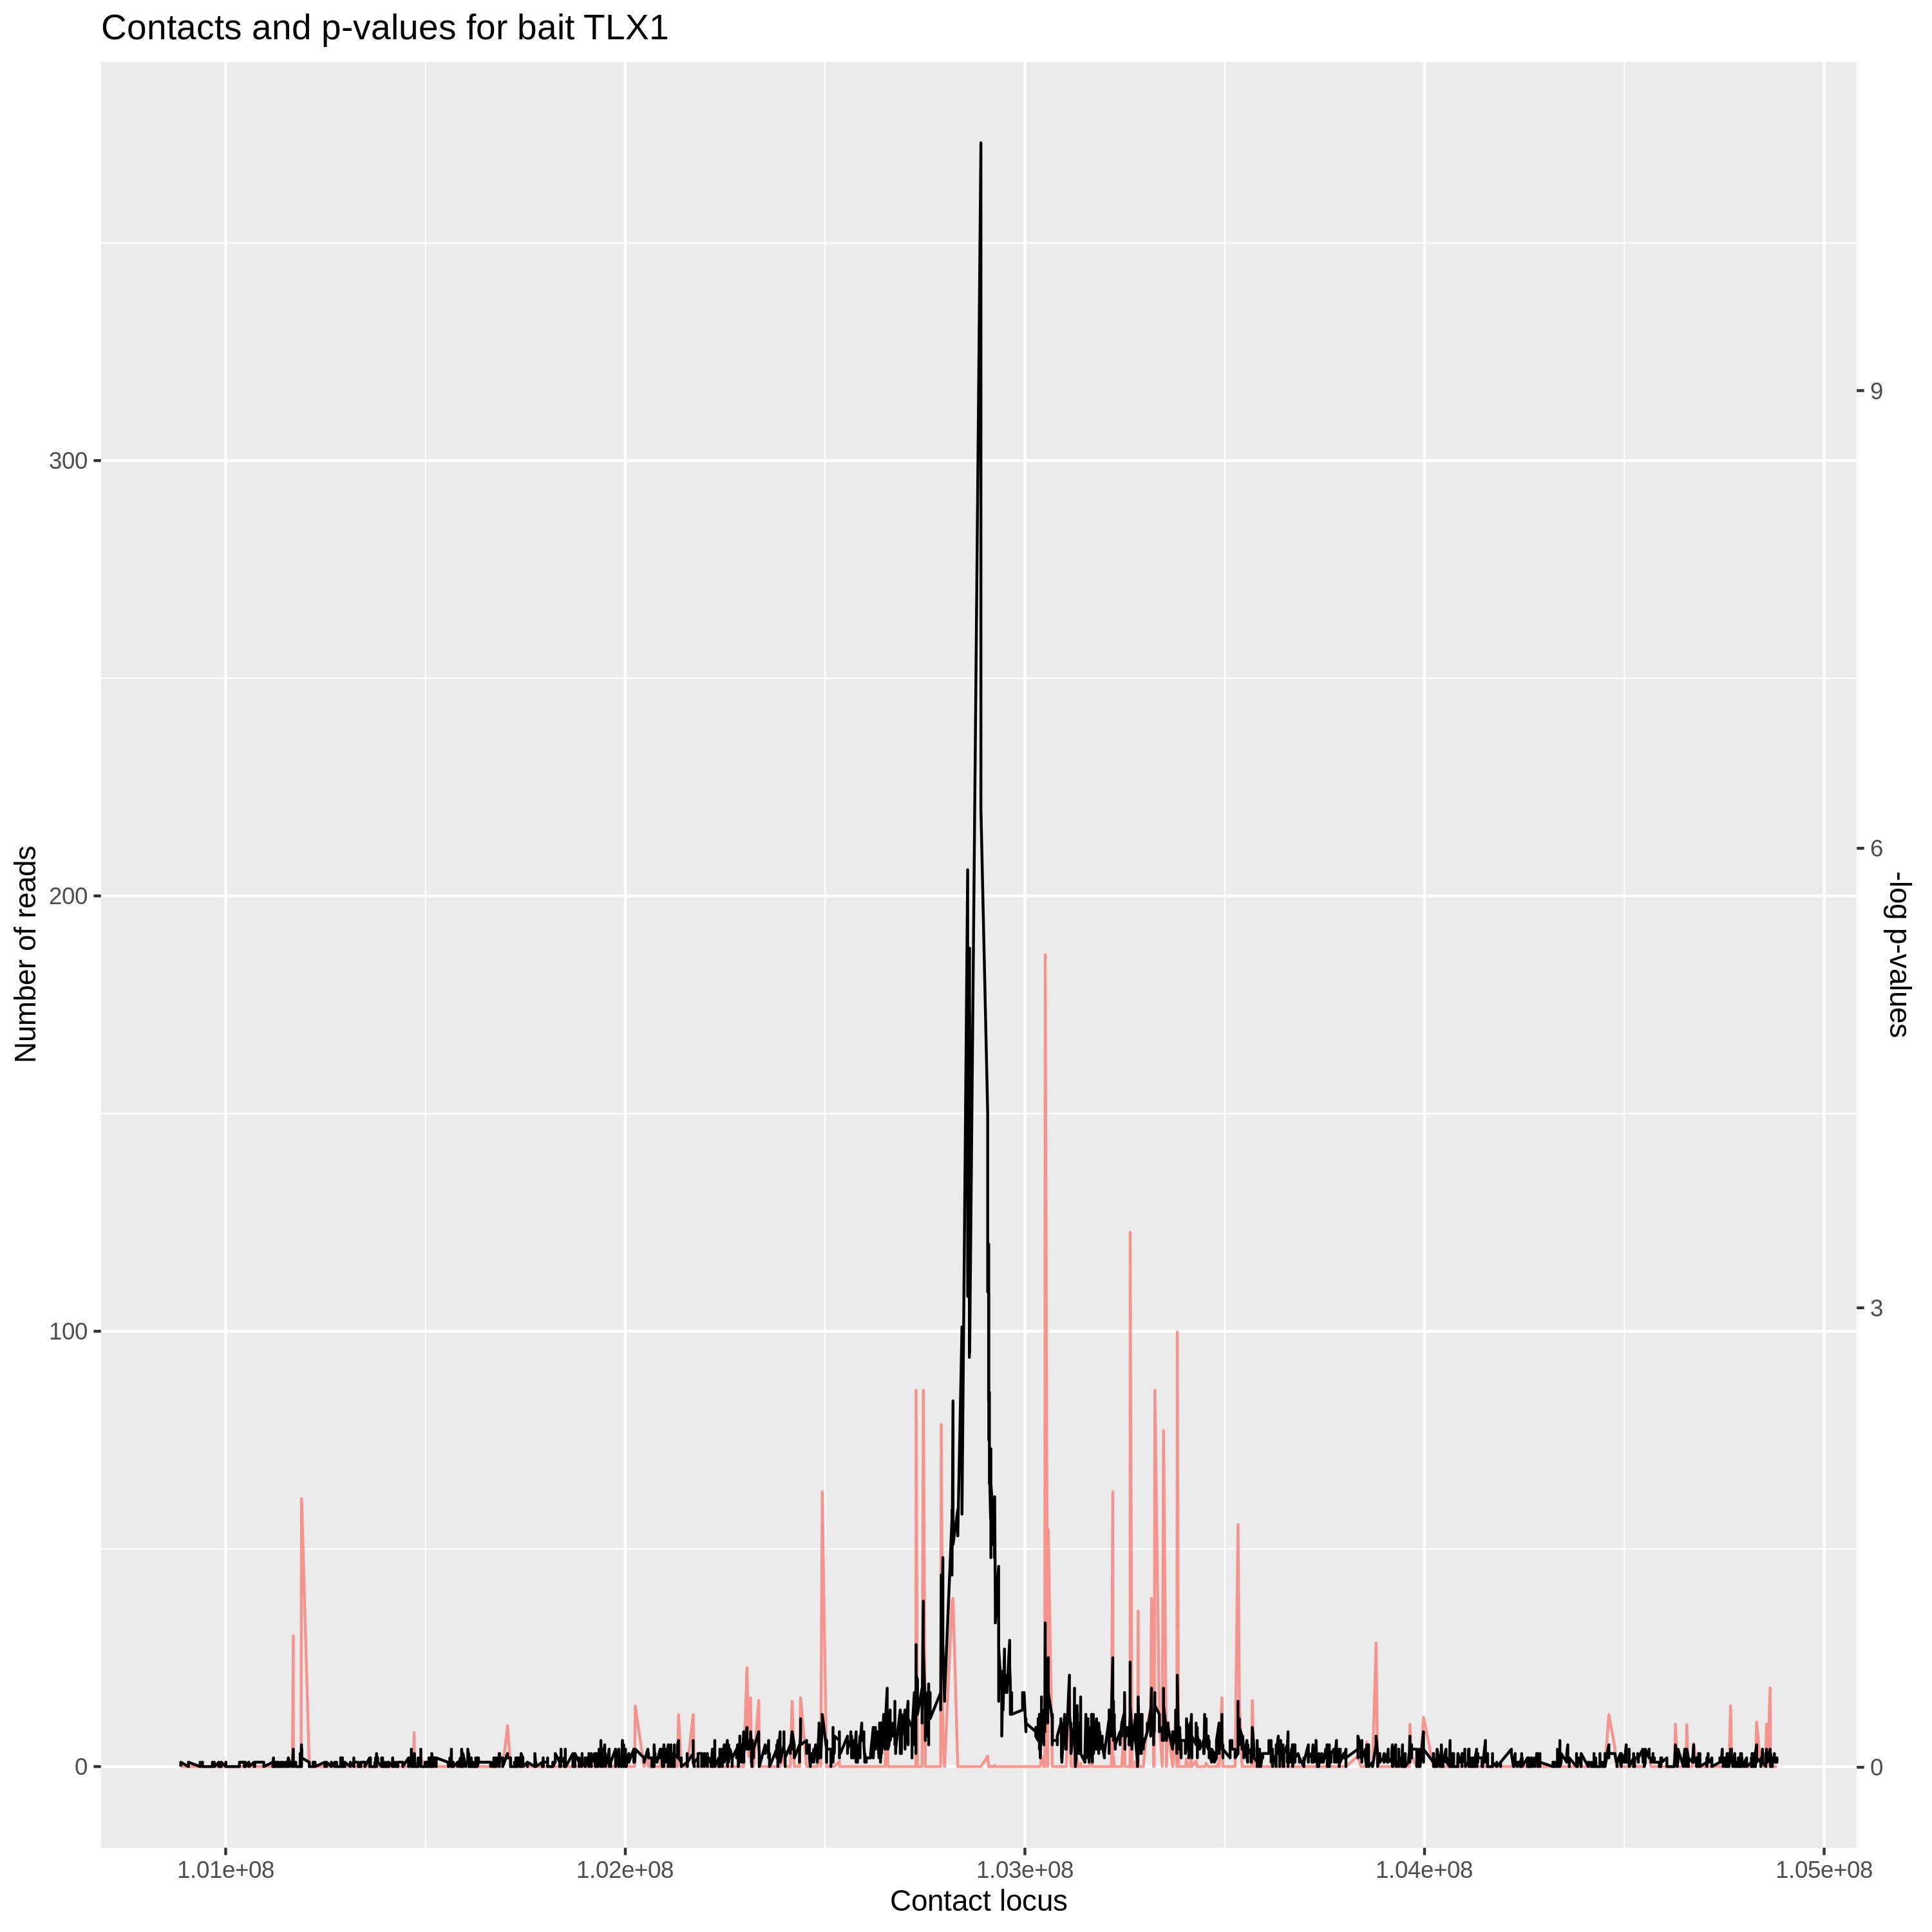 Contacts and p-values for bait TLX1
Number of reads
300
200
100
0
9
6
3
0
-log p-values
1.01e+08
1.02e+08
1.03e+08
1.04e+08
1.05e+08
Contact locus